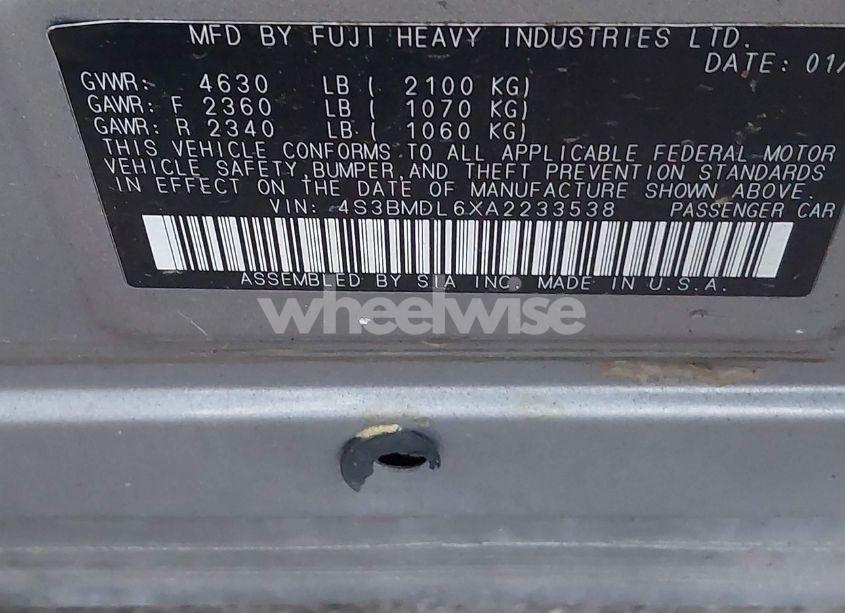 MFD BY FUJI HEAVY INDUSTRIES LTD.
DATE: 01/
GVWR: 4630 LB ( 2100 KG)
GAWR: F 2360 LB ( 1070 KG)
GAWR: R 2340 LB ( 1060 KG)
THIS VEHICLE CONFORMS TO ALL APPLICABLE FEDERAL MOTOR
VEHICLE SAFETY,BUMPER,AND THEFT PREVENTION STANDARDS
IN EFFECT ON THE DATE OF MANUFACTURE SHOWN ABOVE.
VIN: 4S3BMDL6XA2233538 PASSENGER CAR
ASSEMBLED BY SIA INC. MADE IN U.S.A.
wheelwise